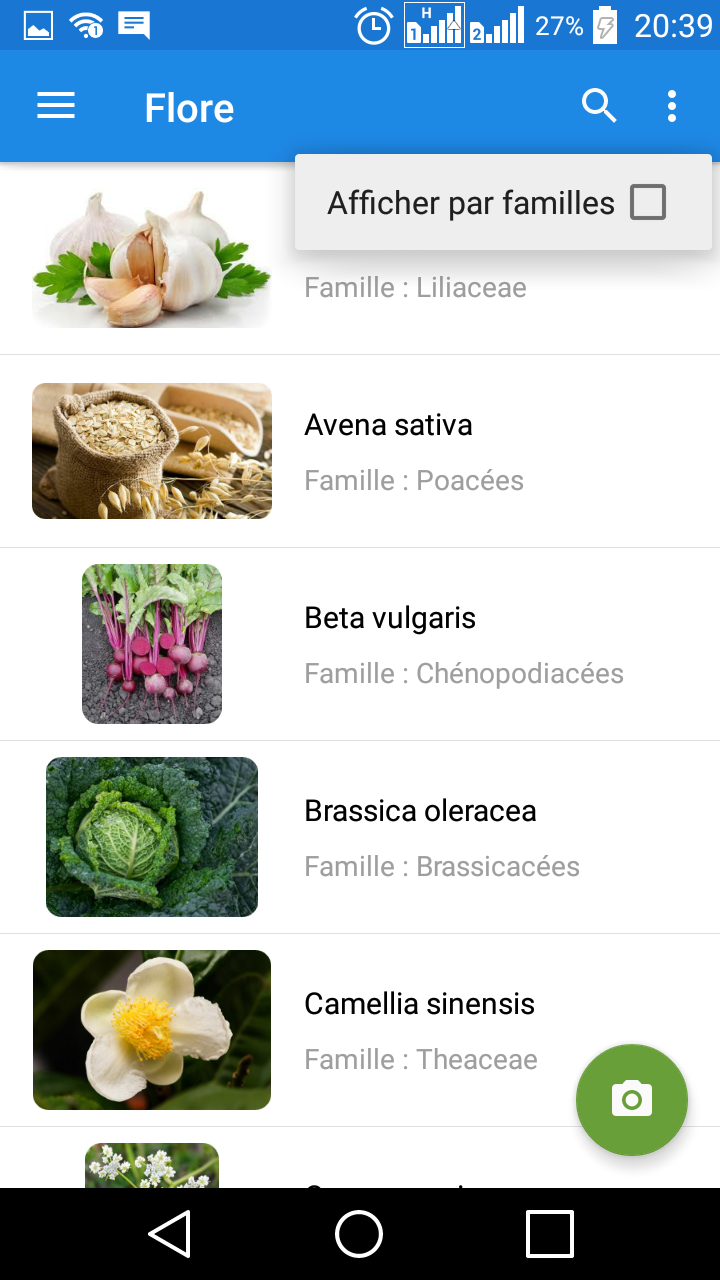 1 H 1 2 27% 20:39
Flore
Afficher par familles
Famille : Liliaceae
Avena sativa
Famille : Poacées
Beta vulgaris
Famille : Chénopodiacées
Brassica oleracea
Famille : Brassicacées
Camellia sinensis
Famille : Theaceae